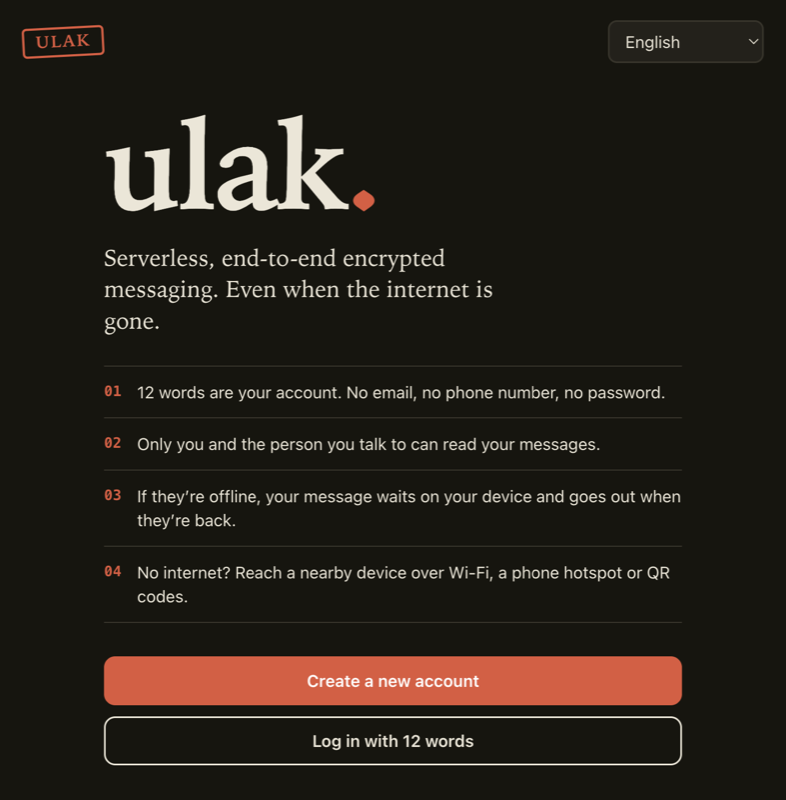 ULAK
English
ulak.
Serverless, end-to-end encrypted
messaging. Even when the internet is
gone.
01 12 words are your account. No email, no phone number, no password.
02 Only you and the person you talk to can read your messages.
03 If they’re offline, your message waits on your device and goes out when
they’re back.
04 No internet? Reach a nearby device over Wi-Fi, a phone hotspot or QR
codes.
Create a new account
Log in with 12 words